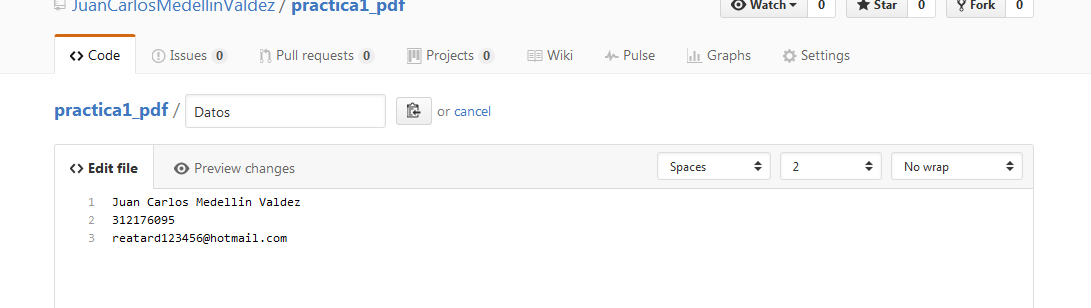 JuanCarlosMedellinValdez / practica1_pdf
Watch 0 Star 0 Fork 0
Code Issues 0 Pull requests 0 Projects 0 Wiki Pulse Graphs Settings
practica1_pdf / Datos or cancel
Edit file Preview changes Spaces 2 No wrap
1 Juan Carlos Medellin Valdez
2 312176095
3 reatard123456@hotmail.com